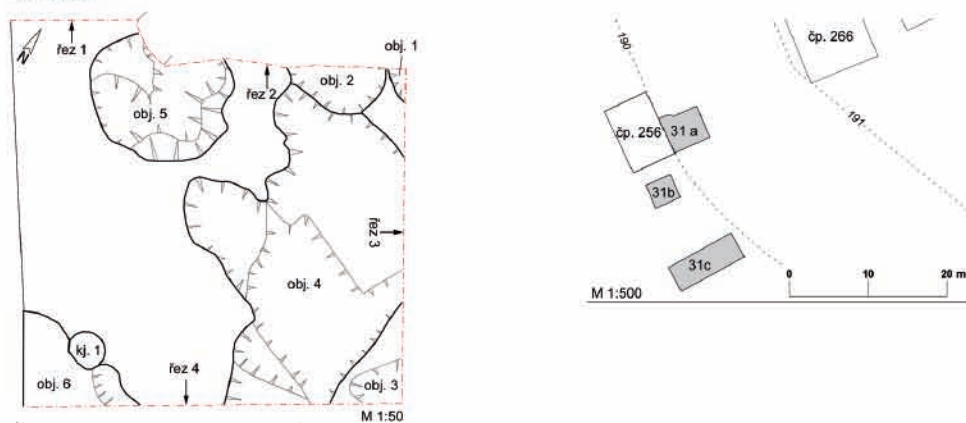 N
řez 1
obj. 1
řez 2
obj. 2
obj. 5
řez 3
obj. 4
kj. 1
řez 4
obj. 6
obj. 3
M 1:50
190
čp. 266
čp. 256
31 a
191
31b
31c
0 10 20 m
M 1:500